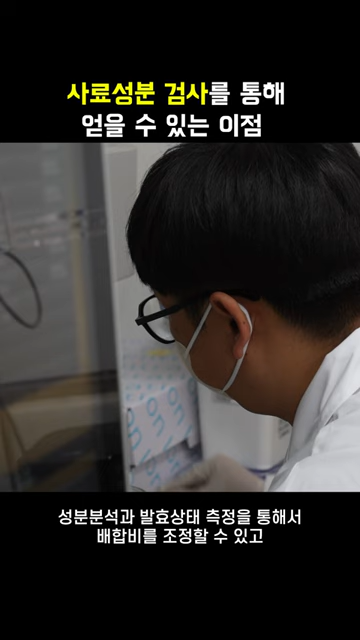 사료성분 검사를 통해
얻을 수 있는 이점
on
on
성분분석과 발효상태 측정을 통해서
배합비를 조정할 수 있고